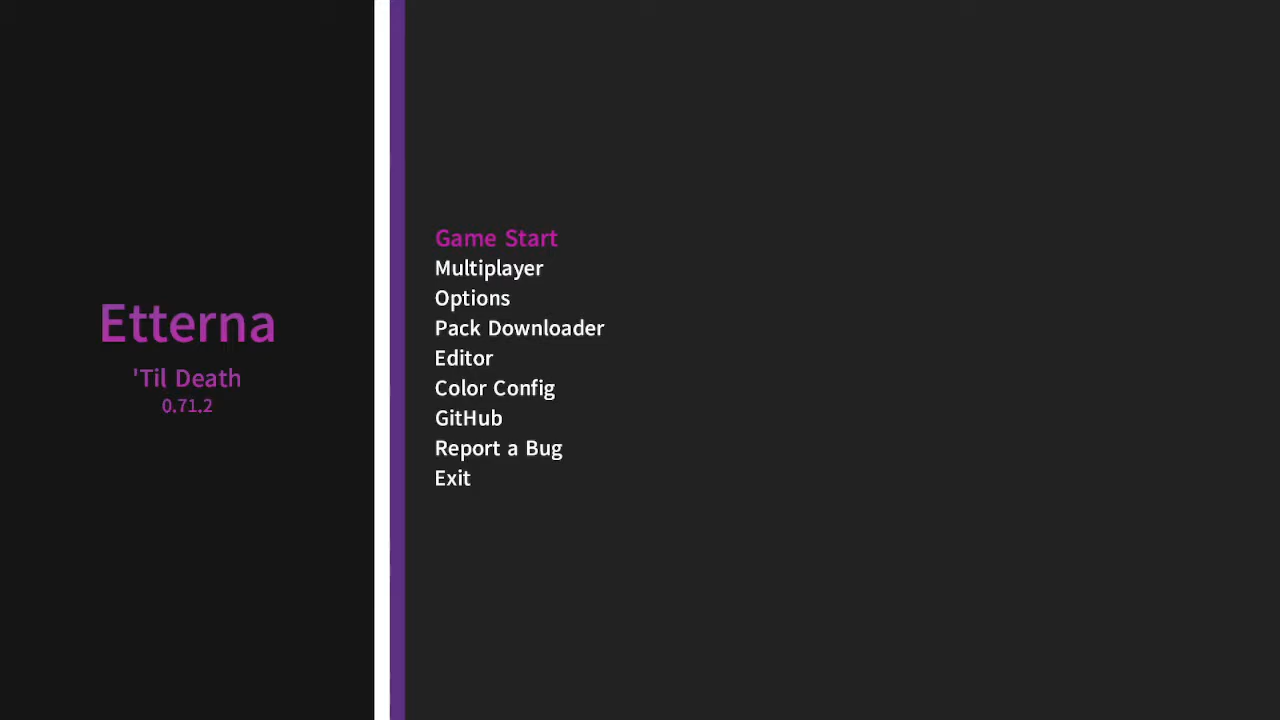 Etterna
'Til Death
0.71.2
Game Start
Multiplayer
Options
Pack Downloader
Editor
Color Config
GitHub
Report a Bug
Exit